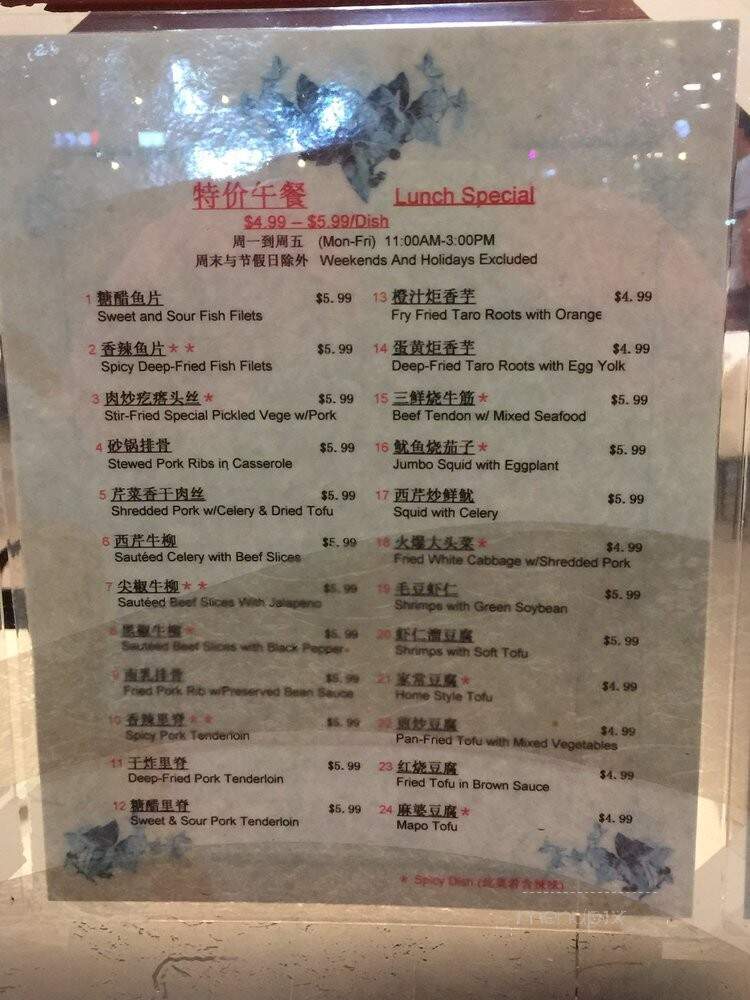 特价午餐 Lunch Special
$4.99 – $5.99/Dish
周一到周五 (Mon-Fri) 11:00AM-3:00PM
周末与节假日除外 Weekends And Holidays Excluded
1 糖醋鱼片 $5.99
Sweet and Sour Fish Filets
2 香辣鱼片** $5.99
Spicy Deep-Fried Fish Filets
3 肉炒疙瘩头丝* $5.99
Stir-Fried Special Pickled Vege w/Pork
4 砂锅排骨 $5.99
Stewed Pork Ribs in Casserole
5 芹菜香干肉丝 $5.99
Shredded Pork w/Celery & Dried Tofu
6 西芹牛柳 $5.99
Sautéed Celery with Beef Slices
7 尖椒牛柳** $5.99
Sautéed Beef Slices With Jalapeno
8 黑椒牛柳* $5.99
Sautéed Beef Slices with Black Pepper
9 南乳排骨 $5.99
Fried Pork Rib w/Preserved Bean Sauce
10 香辣里脊** $5.99
Spicy Pork Tenderloin
11 干炸里脊 $5.99
Deep-Fried Pork Tenderloin
12 糖醋里脊 $5.99
Sweet & Sour Pork Tenderloin
13 橙汁炬香芋 $4.99
Fry Fried Taro Roots with Orange
14 蛋黄炬香芋 $4.99
Deep-Fried Taro Roots with Egg Yolk
15 三鲜烧牛筋* $5.99
Beef Tendon w/ Mixed Seafood
16 鱿鱼烧茄子* $5.99
Jumbo Squid with Eggplant
17 西芹炒鲜鱿 $5.99
Squid with Celery
18 火爆大头菜* $4.99
Fried White Cabbage w/Shredded Pork
19 毛豆虾仁 $5.99
Shrimps with Green Soybean
20 虾仁溜豆腐 $5.99
Shrimps with Soft Tofu
21 家常豆腐* $4.99
Home Style Tofu
22 煎炒豆腐 $4.99
Pan-Fried Tofu with Mixed Vegetables
23 红烧豆腐 $4.99
Fried Tofu in Brown Sauce
24 麻婆豆腐* $4.99
Mapo Tofu
* Spicy Dish (此菜肴含辣味)
menupix